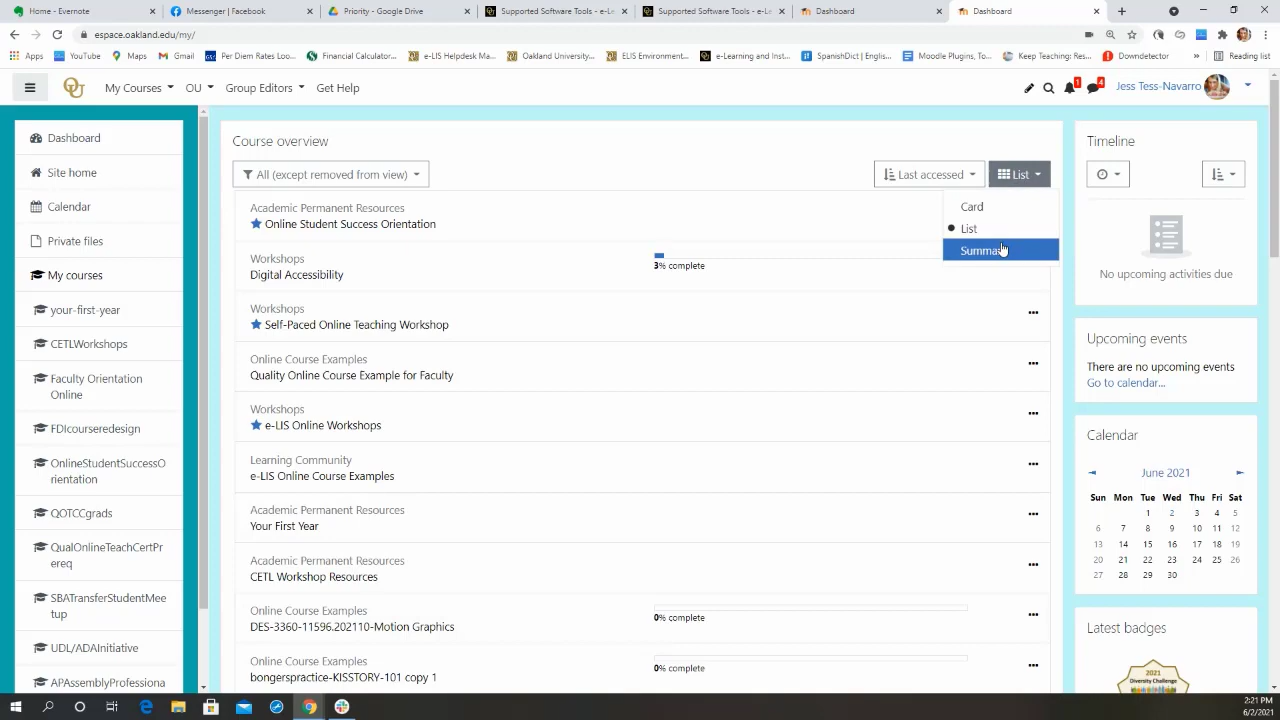 Home - Evernote
Messenger | Facebook
Priority - Google Drive
Supported Software Tools - e-Le
Supported Software Tools - e-Le
Dashboard
Dashboard
espace.oakland.edu/my/
Apps
YouTube
Maps
Gmail
Per Diem Rates Loo...
Financial Calculator...
e-LIS Helpdesk Ma...
Oakland University...
ELIS Environment...
e-Learning and Inst...
SpanishDict | Englis...
Moodle Plugins,...
Keep Teaching: Res...
Downdetector
»
Reading list
OU
My Courses
OU
Group Editors
Get Help
1
4
Jess Tess-Navarro
Dashboard
Site home
Calendar
Private files
My courses
your-first-year
CETLWorkshops
Faculty Orientation
Online
FDIcourseredesign
OnlineStudentSuccessO
rientation
QOTCCgrads
QualOnlineTeachCertPr
ereq
SBATransferStudentMee
tup
UDL/ADAInitiative
APAssemblyProfessiona
Course overview
All (except removed from view)
Last accessed
List
Card
List
Academic Permanent Resources
Online Student Success Orientation
Workshops
Digital Accessibility
3% complete
Workshops
Self-Paced Online Teaching Workshop
Online Course Examples
Quality Online Course Example for Faculty
Workshops
e-LIS Online Workshops
Learning Community
e-LIS Online Course Examples
Academic Permanent Resources
Your First Year
Academic Permanent Resources
CETL Workshop Resources
Online Course Examples
DES-3360-11596.202110-Motion Graphics
0% complete
Online Course Examples
bongerspractice-KISSTORY-101 copy 1
0% complete
Timeline
No upcoming activities due
Upcoming events
There are no upcoming events
Go to calendar...
Calendar
◄ June 2021 ►
Sun Mon Tue Wed Thu Fri Sat
1 2 3 4 5
6 7 8 9 10 11 12
13 14 15 16 17 18 19
20 21 22 23 24 25 26
27 28 29 30
Latest badges
2021
Diversity Challenge
2:21 PM
6/2/2021